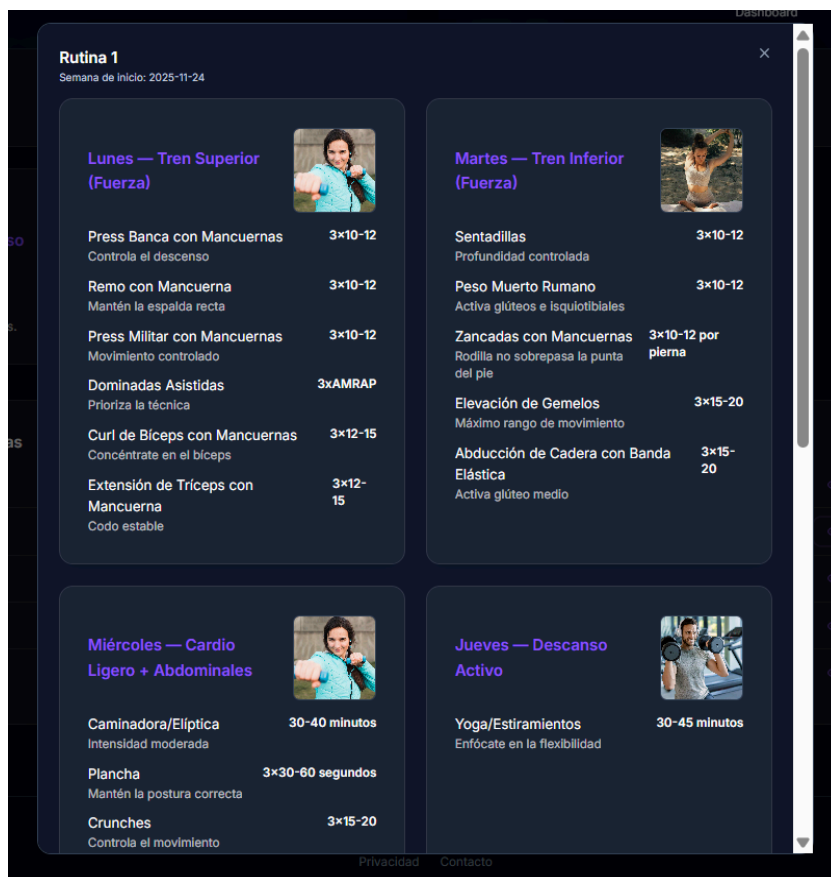 Dashboard
Rutina 1
Semana de inicio: 2025-11-24
Lunes — Tren Superior
(Fuerza)
Press Banca con Mancuernas 3×10-12
Controla el descenso
Remo con Mancuerna 3×10-12
Mantén la espalda recta
Press Militar con Mancuernas 3×10-12
Movimiento controlado
Dominadas Asistidas 3xAMRAP
Prioriza la técnica
Curl de Bíceps con Mancuernas 3×12-15
Concéntrate en el bíceps
Extensión de Tríceps con 3×12-
Mancuerna 15
Codo estable
Martes — Tren Inferior
(Fuerza)
Sentadillas 3×10-12
Profundidad controlada
Peso Muerto Rumano 3×10-12
Activa glúteos e isquiotibiales
Zancadas con Mancuernas 3×10-12 por
Rodilla no sobrepasa la punta pierna
del pie
Elevación de Gemelos 3×15-20
Máximo rango de movimiento
Abducción de Cadera con Banda 3×15-
Elástica 20
Activa glúteo medio
Miércoles — Cardio
Ligero + Abdominales
Caminadora/Elíptica 30-40 minutos
Intensidad moderada
Plancha 3×30-60 segundos
Mantén la postura correcta
Crunches 3×15-20
Controla el movimiento
Jueves — Descanso
Activo
Yoga/Estiramientos 30-45 minutos
Enfócate en la flexibilidad
so
s.
as
Privacidad Contacto